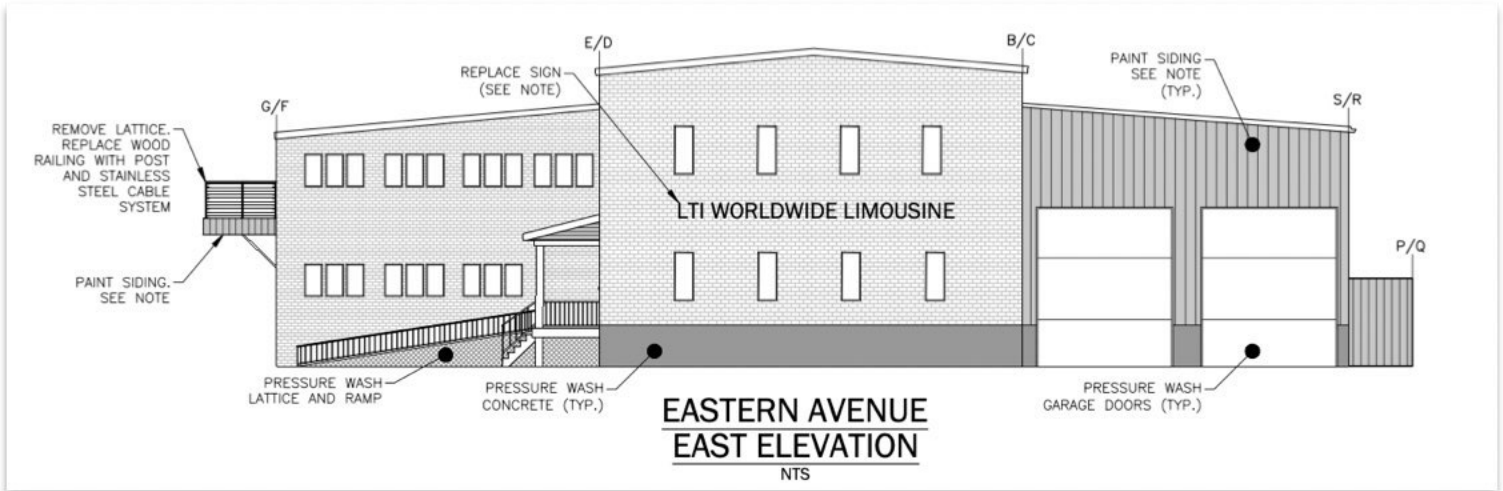 E/D
B/C
REPLACE SIGN
(SEE NOTE)
PAINT SIDING
SEE NOTE
(TYP.)
G/F
S/R
REMOVE LATTICE.
REPLACE WOOD
RAILING WITH POST
AND STAINLESS
STEEL CABLE
SYSTEM
LTI WORLDWIDE LIMOUSINE
P/Q
PAINT SIDING.
SEE NOTE
PRESSURE WASH
LATTICE AND RAMP
PRESSURE WASH
CONCRETE (TYP.)
PRESSURE WASH
GARAGE DOORS (TYP.)
EASTERN AVENUE
EAST ELEVATION
NTS